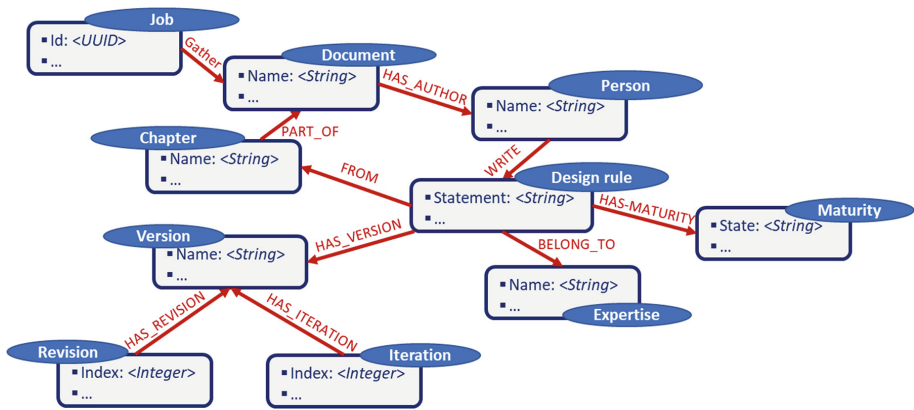 Job
▪ Id: <UUID>
▪ ...
Gather
Document
▪ Name: <String>
▪ ...
HAS_AUTHOR
Person
▪ Name: <String>
▪ ...
PART_OF
Chapter
▪ Name: <String>
▪ ...
FROM
WRITE
Design rule
▪ Statement: <String>
▪ ...
HAS-MATURITY
Maturity
▪ State: <String>
▪ ...
HAS_VERSION
Version
▪ Name: <String>
▪ ...
BELONG_TO
▪ Name: <String>
▪ ...
Expertise
HAS_REVISION
HAS_ITERATION
Revision
▪ Index: <Integer>
▪ ...
Iteration
▪ Index: <Integer>
▪ ...